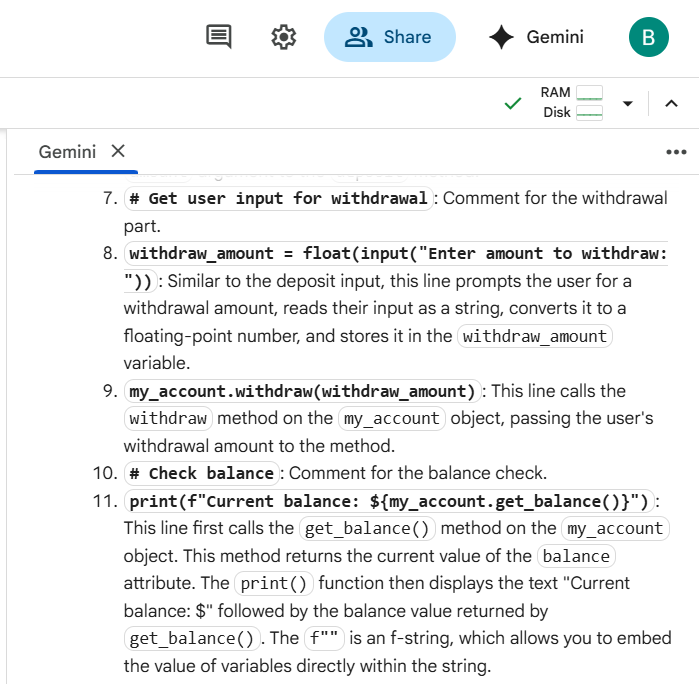 Share
Gemini
B
RAM
Disk
Gemini
7. # Get user input for withdrawal: Comment for the withdrawal
part.
8. withdraw_amount = float(input("Enter amount to withdraw:
")): Similar to the deposit input, this line prompts the user for a
withdrawal amount, reads their input as a string, converts it to a
floating-point number, and stores it in the withdraw_amount
variable.
9. my_account.withdraw(withdraw_amount): This line calls the
withdraw method on the my_account object, passing the user's
withdrawal amount to the method.
10. # Check balance: Comment for the balance check.
11. print(f"Current balance: ${my_account.get_balance()}"):
This line first calls the get_balance() method on the my_account
object. This method returns the current value of the balance
attribute. The print() function then displays the text "Current
balance: $" followed by the balance value returned by
get_balance(). The f"" is an f-string, which allows you to embed
the value of variables directly within the string.